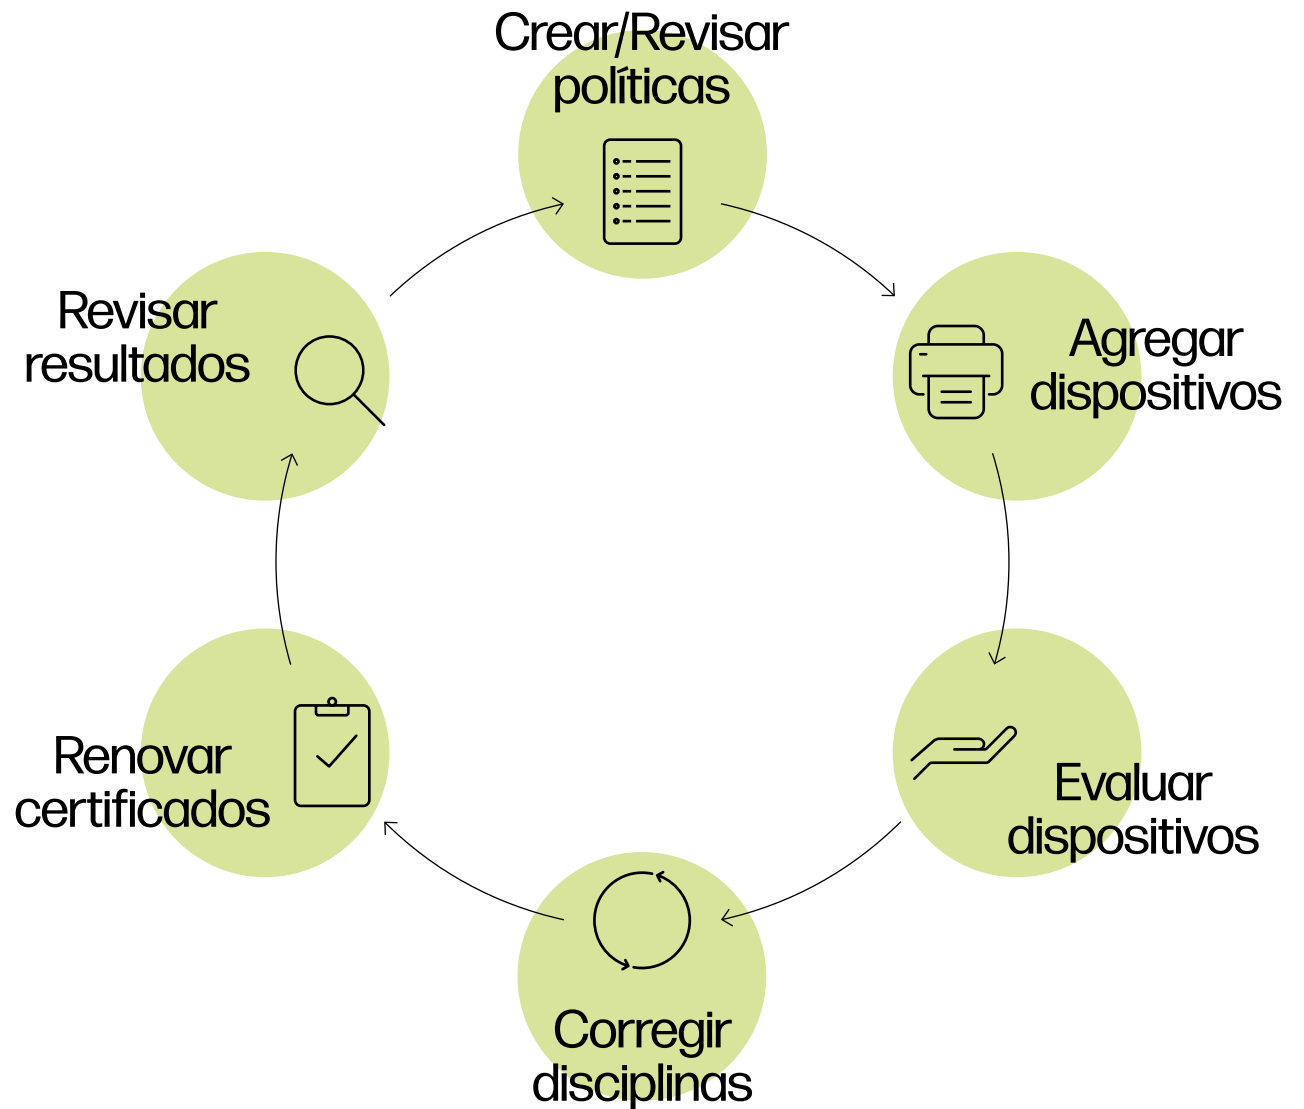 Crear/Revisar
políticas
Agregar
dispositivos
Evaluar
dispositivos
Corregir
disciplinas
Renovar
certificados
Revisar
resultados